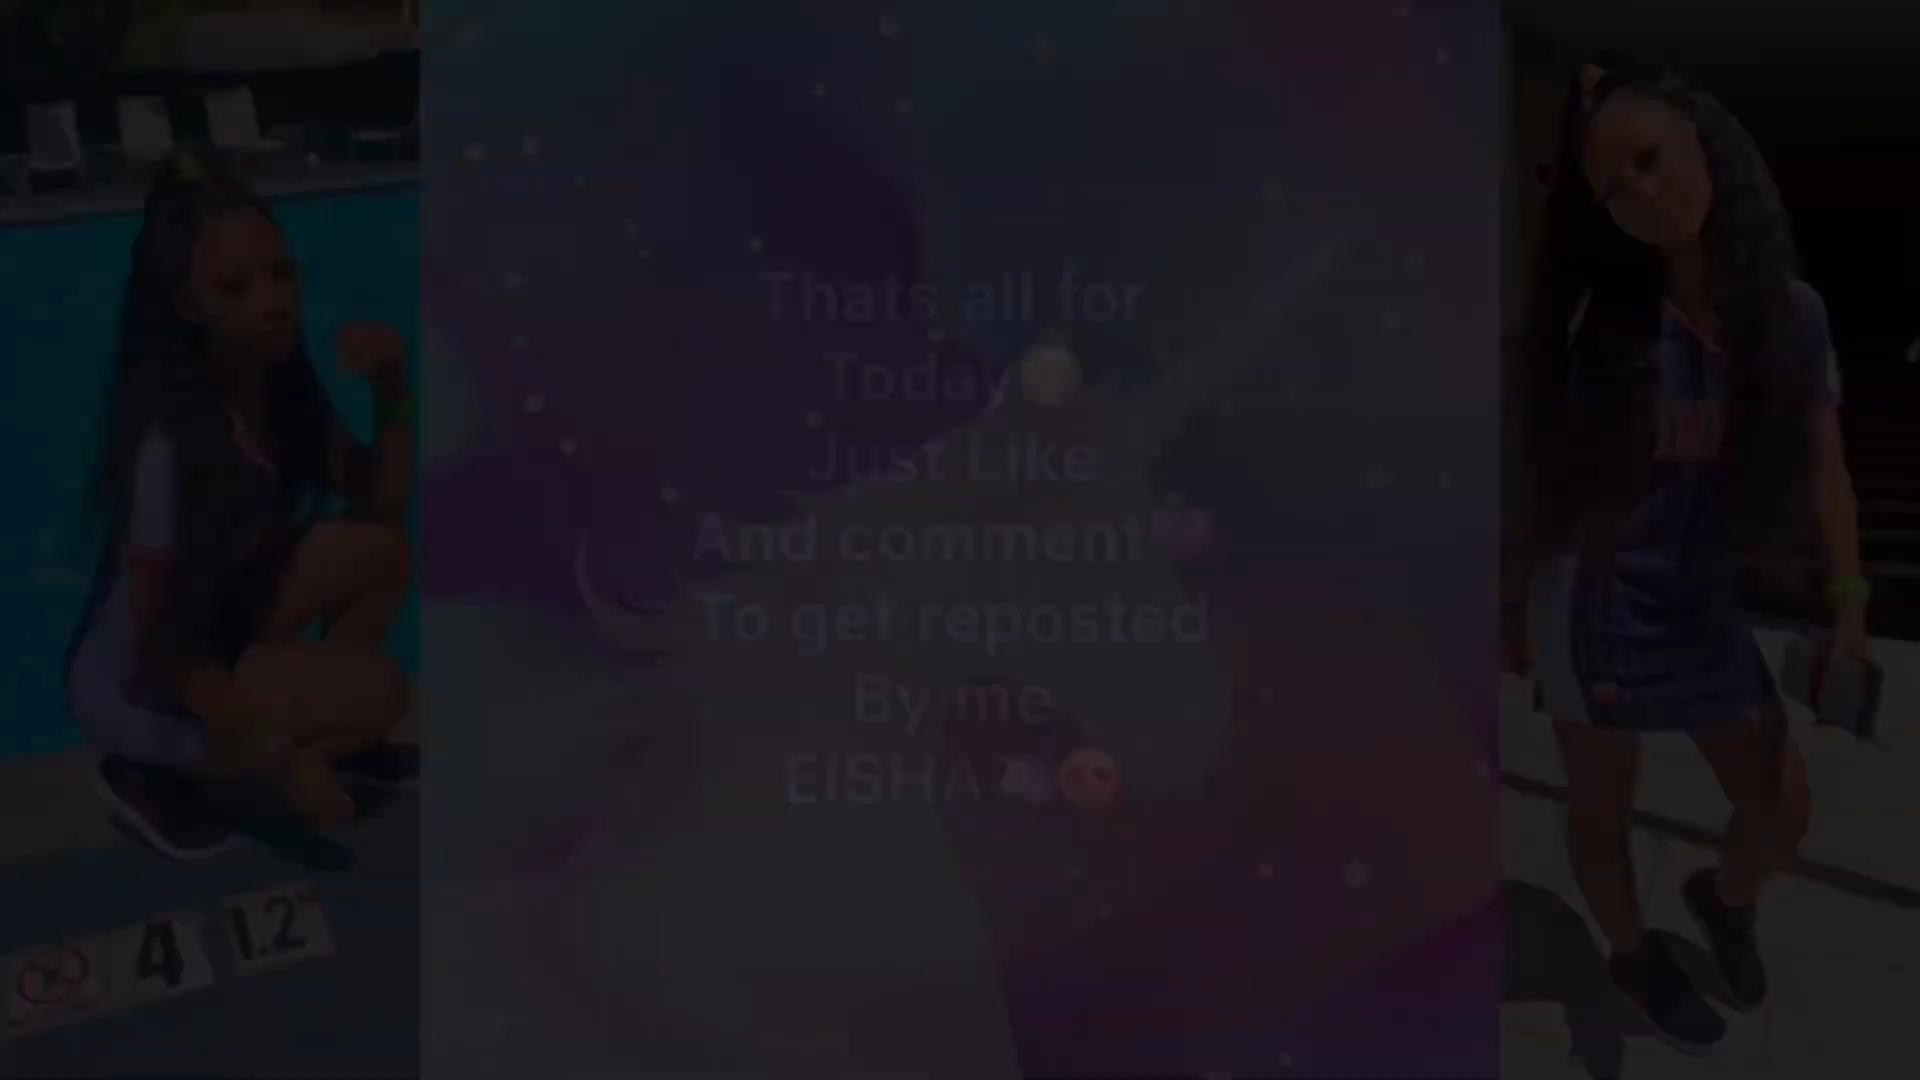 Thats all for
Today😊
Just Like
And comment💜
To get reposted
By me
EISHA🦄😍
4
1.2